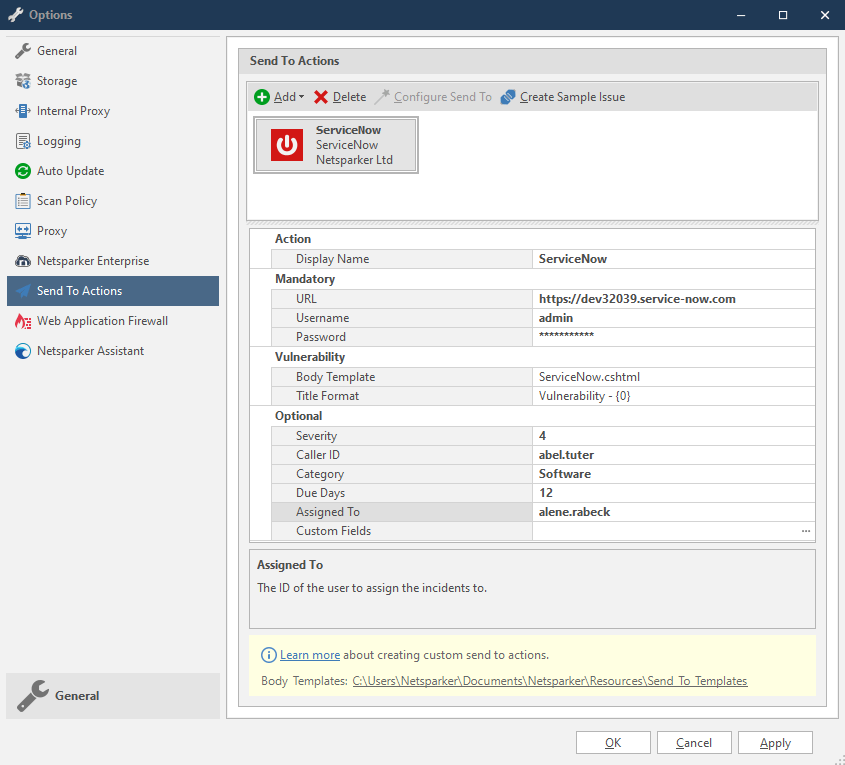 Options
General
Storage
Internal Proxy
Logging
Auto Update
Scan Policy
Proxy
Netsparker Enterprise
Send To Actions
Web Application Firewall
Netsparker Assistant
General
Send To Actions
Add Delete Configure Send To Create Sample Issue
ServiceNow
ServiceNow
Netsparker Ltd
Action
Display Name ServiceNow
Mandatory
URL https://dev32039.service-now.com
Username admin
Password ***********
Vulnerability
Body Template ServiceNow.cshtml
Title Format Vulnerability - {0}
Optional
Severity 4
Caller ID abel.tuter
Category Software
Due Days 12
Assigned To alene.rabeck
Custom Fields ...
Assigned To
The ID of the user to assign the incidents to.
Learn more about creating custom send to actions.
Body Templates: C:\Users\Netsparker\Documents\Netsparker\Resources\Send_To_Templates
OK Cancel Apply